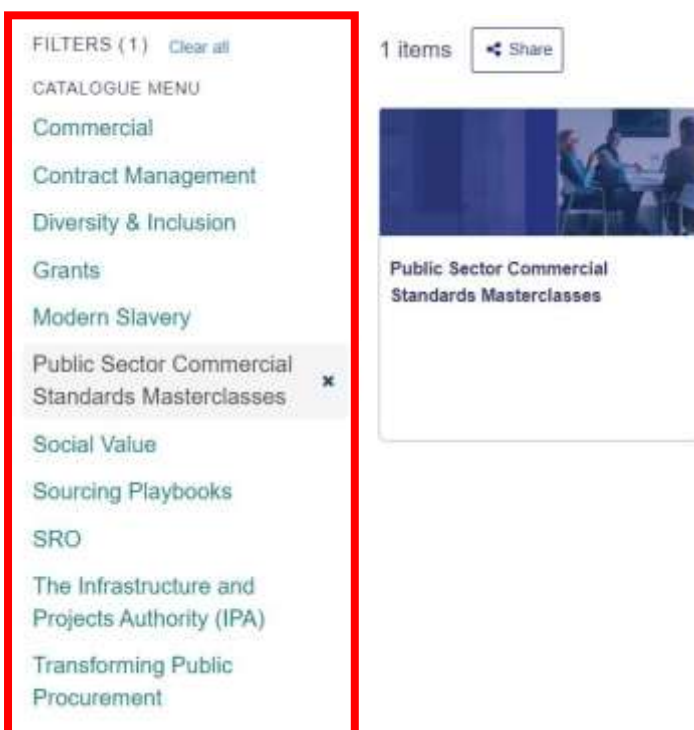 FILTERS (1) Clear all
CATALOGUE MENU
Commercial
Contract Management
Diversity & Inclusion
Grants
Modern Slavery
Public Sector Commercial
Standards Masterclasses
Social Value
Sourcing Playbooks
SRO
The Infrastructure and
Projects Authority (IPA)
Transforming Public
Procurement
1 items Share
Public Sector Commercial
Standards Masterclasses